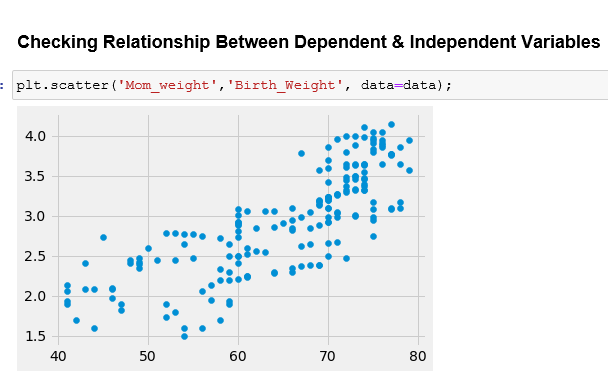 Checking Relationship Between Dependent & Independent Variables
: plt.scatter('Mom_weight','Birth_Weight', data=data);
4.0
3.5
3.0
2.5
2.0
1.5
40 50 60 70 80